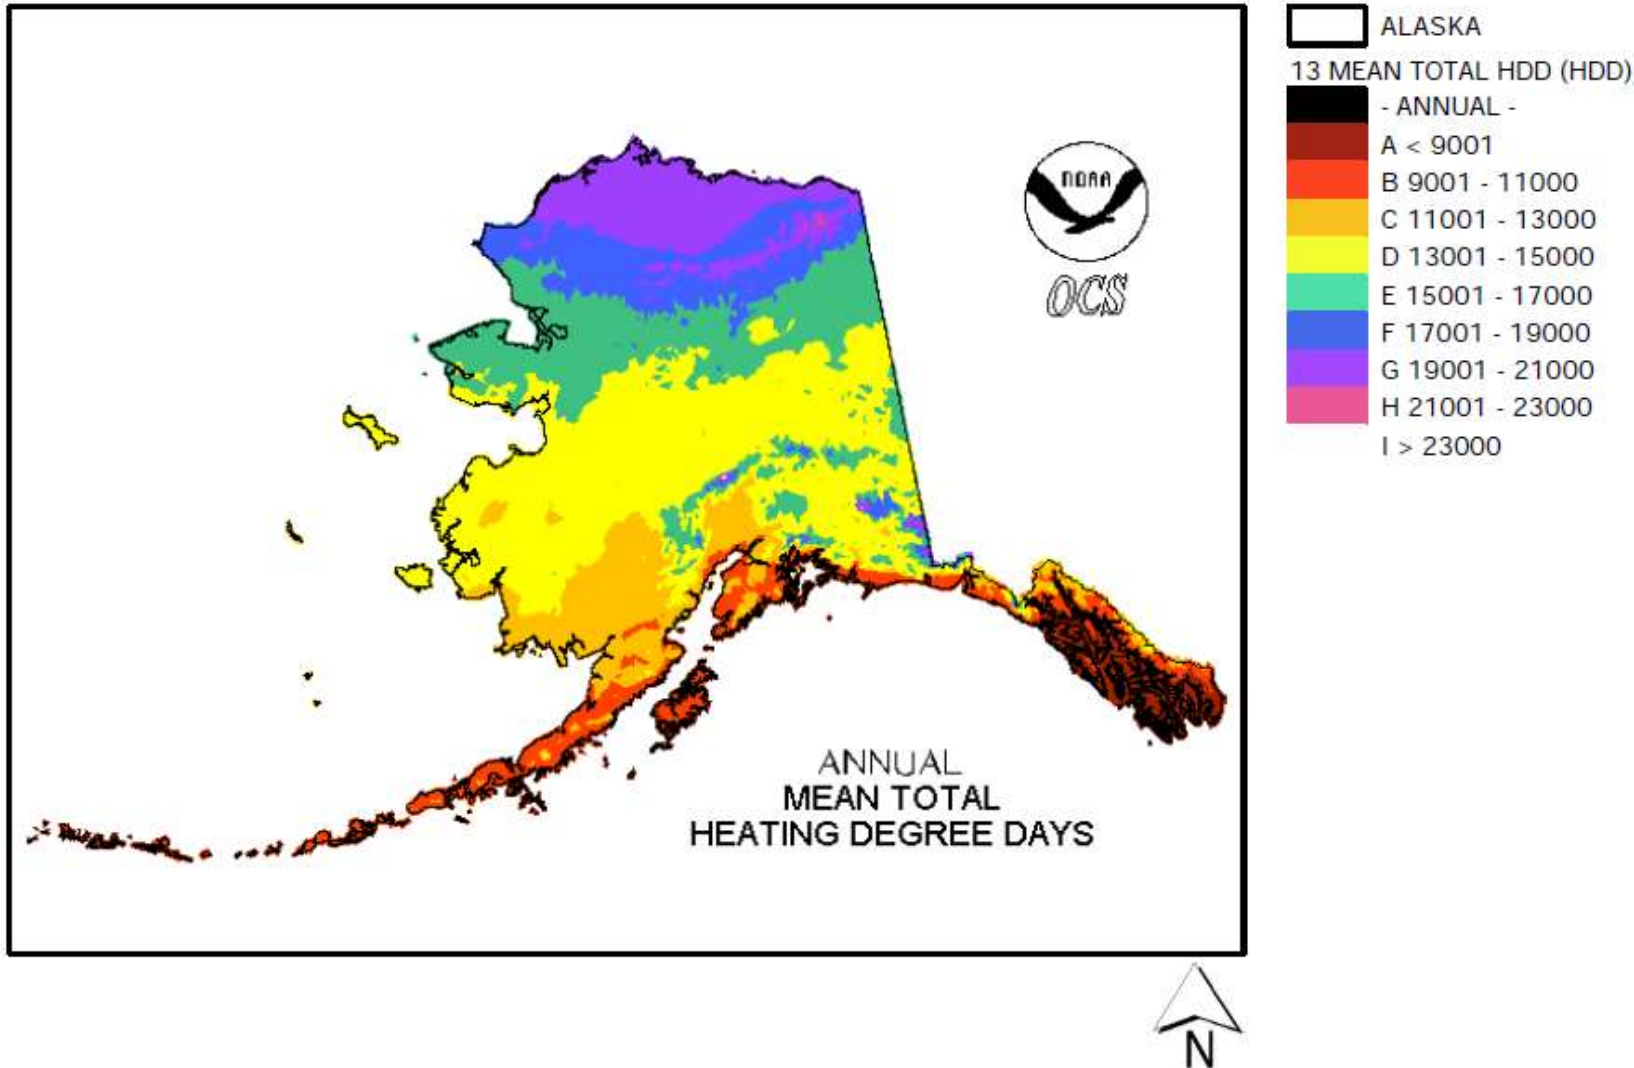 NOAA
OCS
ANNUAL
MEAN TOTAL
HEATING DEGREE DAYS
ALASKA
13 MEAN TOTAL HDD (HDD)
- ANNUAL -
A < 9001
B 9001 - 11000
C 11001 - 13000
D 13001 - 15000
E 15001 - 17000
F 17001 - 19000
G 19001 - 21000
H 21001 - 23000
I > 23000
N